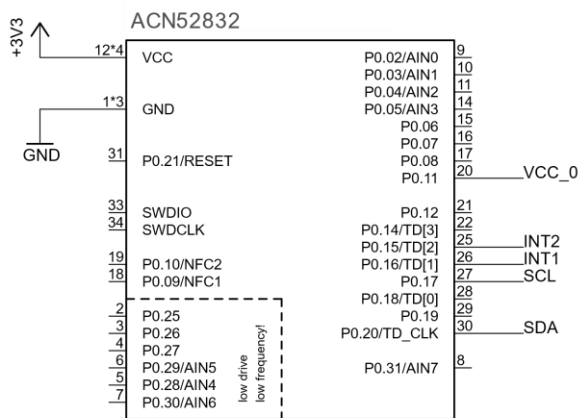 ACN52832
+3V3
12*4 VCC
1*3 GND
GND
31 P0.21/RESET
33 SWDIO
34 SWDCLK
19 P0.10/NFC2
18 P0.09/NFC1
2 P0.25
3 P0.26
4 P0.27
6 P0.29/AIN5
5 P0.28/AIN4
7 P0.30/AIN6
low drive
low frequency!
P0.02/AIN0 9
P0.03/AIN1 10
P0.04/AIN2 11
P0.05/AIN3 14
P0.06 15
P0.07 16
P0.08 17
P0.11 20 VCC_0
P0.12 21
P0.14/TD[3] 22
P0.15/TD[2] 25 INT2
P0.16/TD[1] 26 INT1
P0.17 27 SCL
P0.18/TD[0] 28
P0.19 29
P0.20/TD_CLK 30 SDA
P0.31/AIN7 8